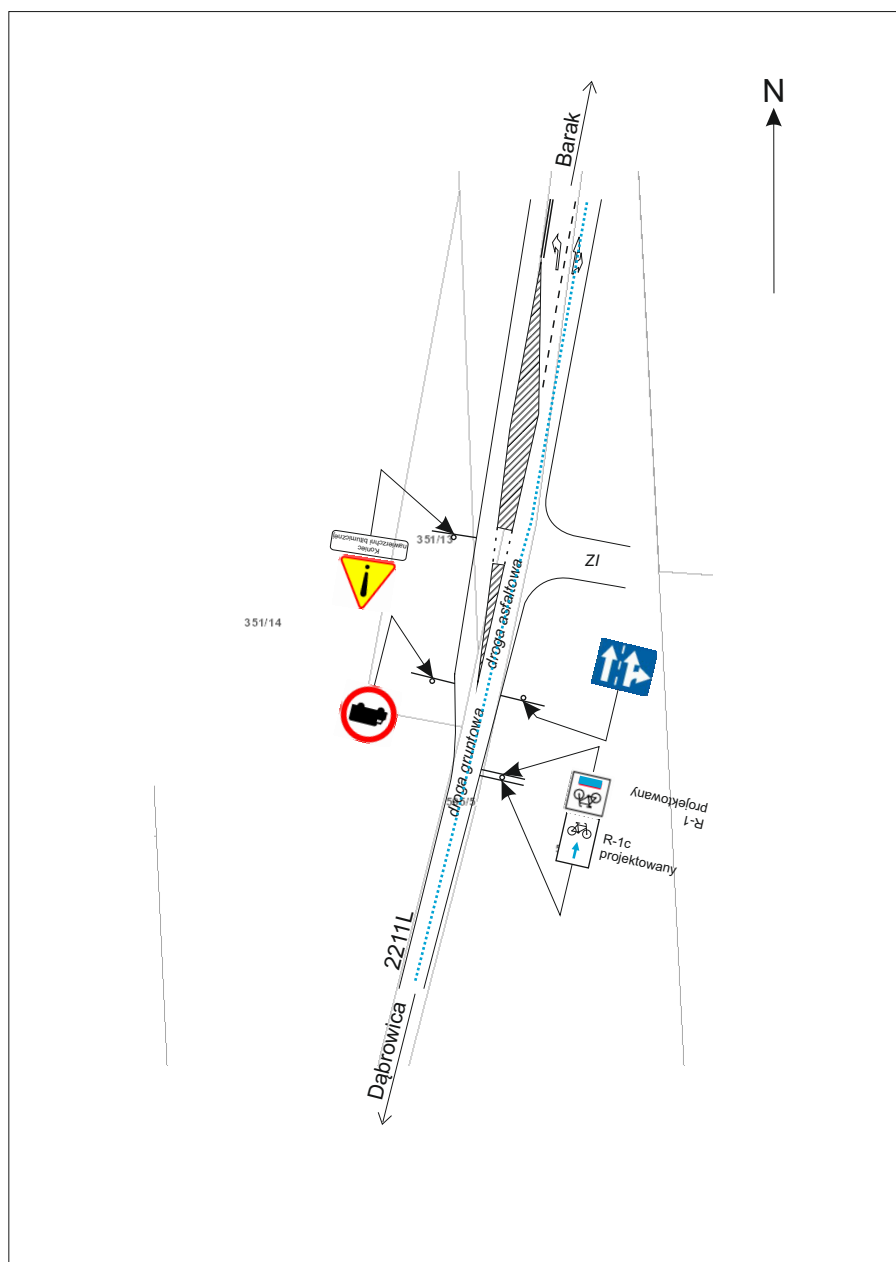 N
Barak
Koniec
nawierzchni bitumicznej
351/13
ZI
droga asfaltowa
351/14
droga gruntowa
R-1
projektowany
R-1c
projektowany
2211L
Dąbrowica